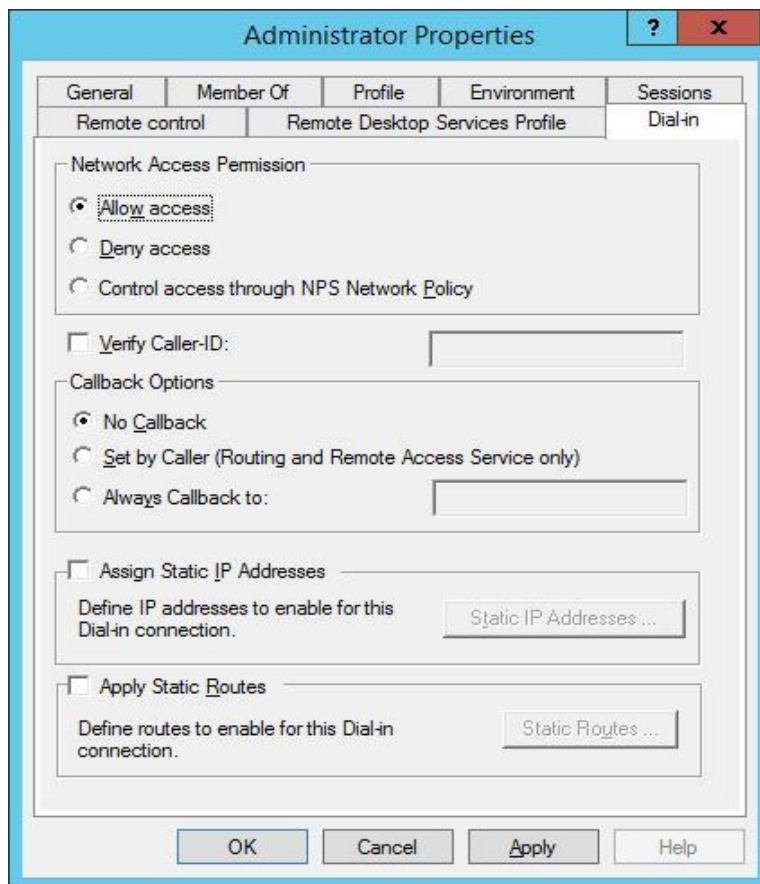 Administrator Properties
? x
General Member Of Profile Environment Sessions
Remote control Remote Desktop Services Profile Dial-in
Network Access Permission
Allow access
Deny access
Control access through NPS Network Policy
Verify Caller-ID:
Callback Options
No Callback
Set by Caller (Routing and Remote Access Service only)
Always Callback to:
Assign Static IP Addresses
Define IP addresses to enable for this
Dial-in connection.
Static IP Addresses ...
Apply Static Routes
Define routes to enable for this Dial-in
connection.
Static Routes ...
OK Cancel Apply Help